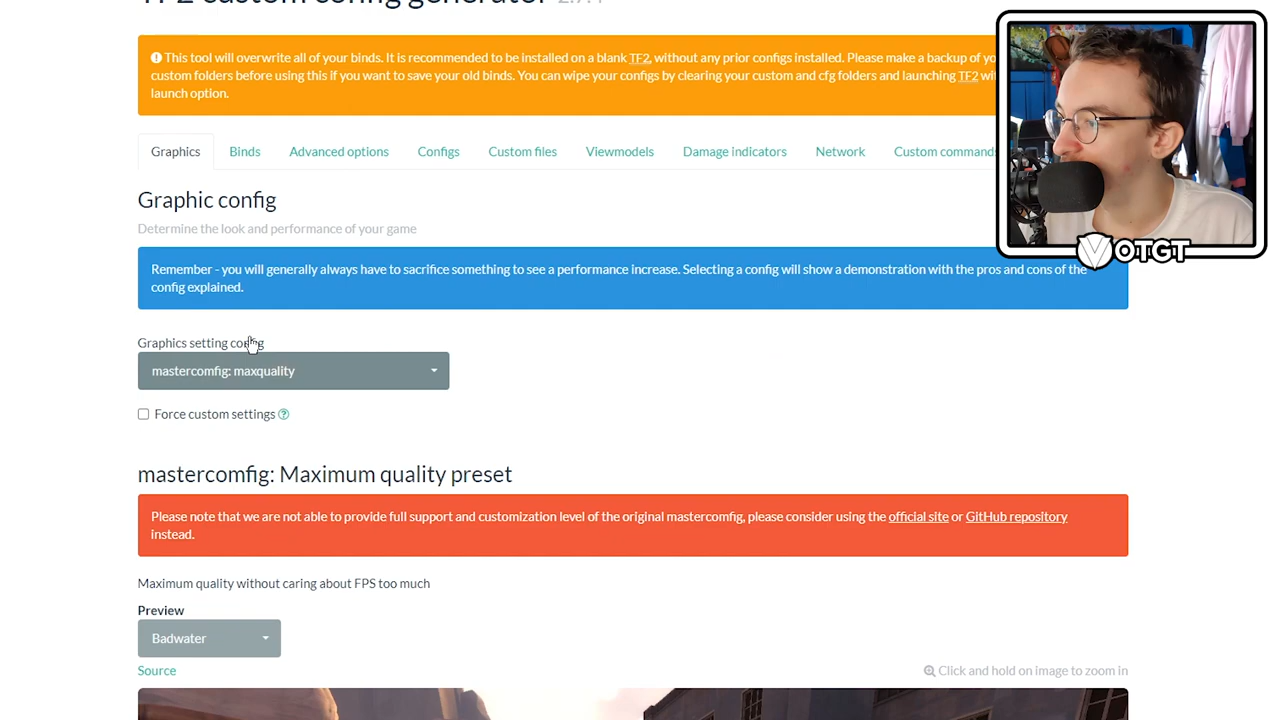 TF2 custom config generator
This tool will overwrite all of your binds. It is recommended to be installed on a blank TF2, without any prior configs installed. Please make a backup of
custom folders before using this if you want to save your old binds. You can wipe your configs by clearing your custom and cfg folders and launching TF2
launch option.
Graphics Binds Advanced options Configs Custom files Viewmodels Damage indicators Network Custom commands
Graphic config
Determine the look and performance of your game
Remember - you will generally always have to sacrifice something to see a performance increase. Selecting a config will show a demonstration with the pros and cons of the
config explained.
Graphics setting config
mastercomfig: maxquality
Force custom settings
mastercomfig: Maximum quality preset
Please note that we are not able to provide full support and customization level of the original mastercomfig, please consider using the official site or GitHub repository
instead.
Maximum quality without caring about FPS too much
Preview
Badwater
Source
Click and hold on image to zoom in
VOTGT